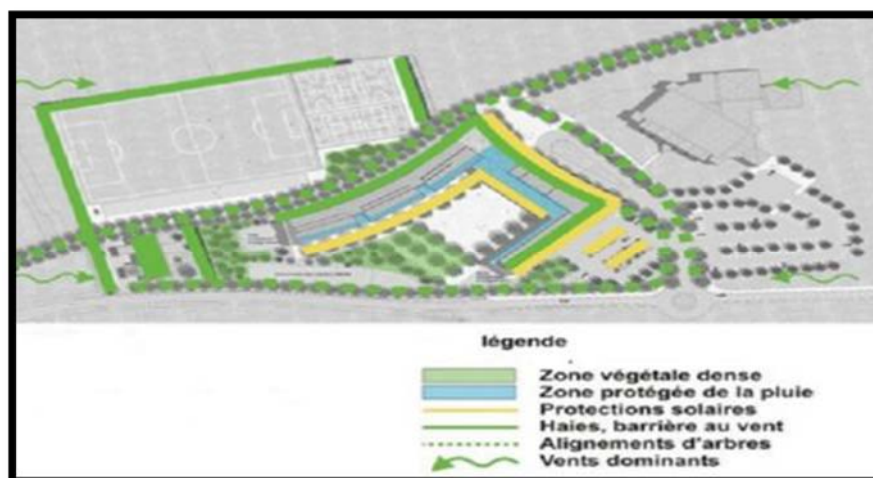 légende
Zone végétale dense
Zone protégée de la pluie
Protections solaires
Haies, barrière au vent
Alignements d'arbres
Vents dominants